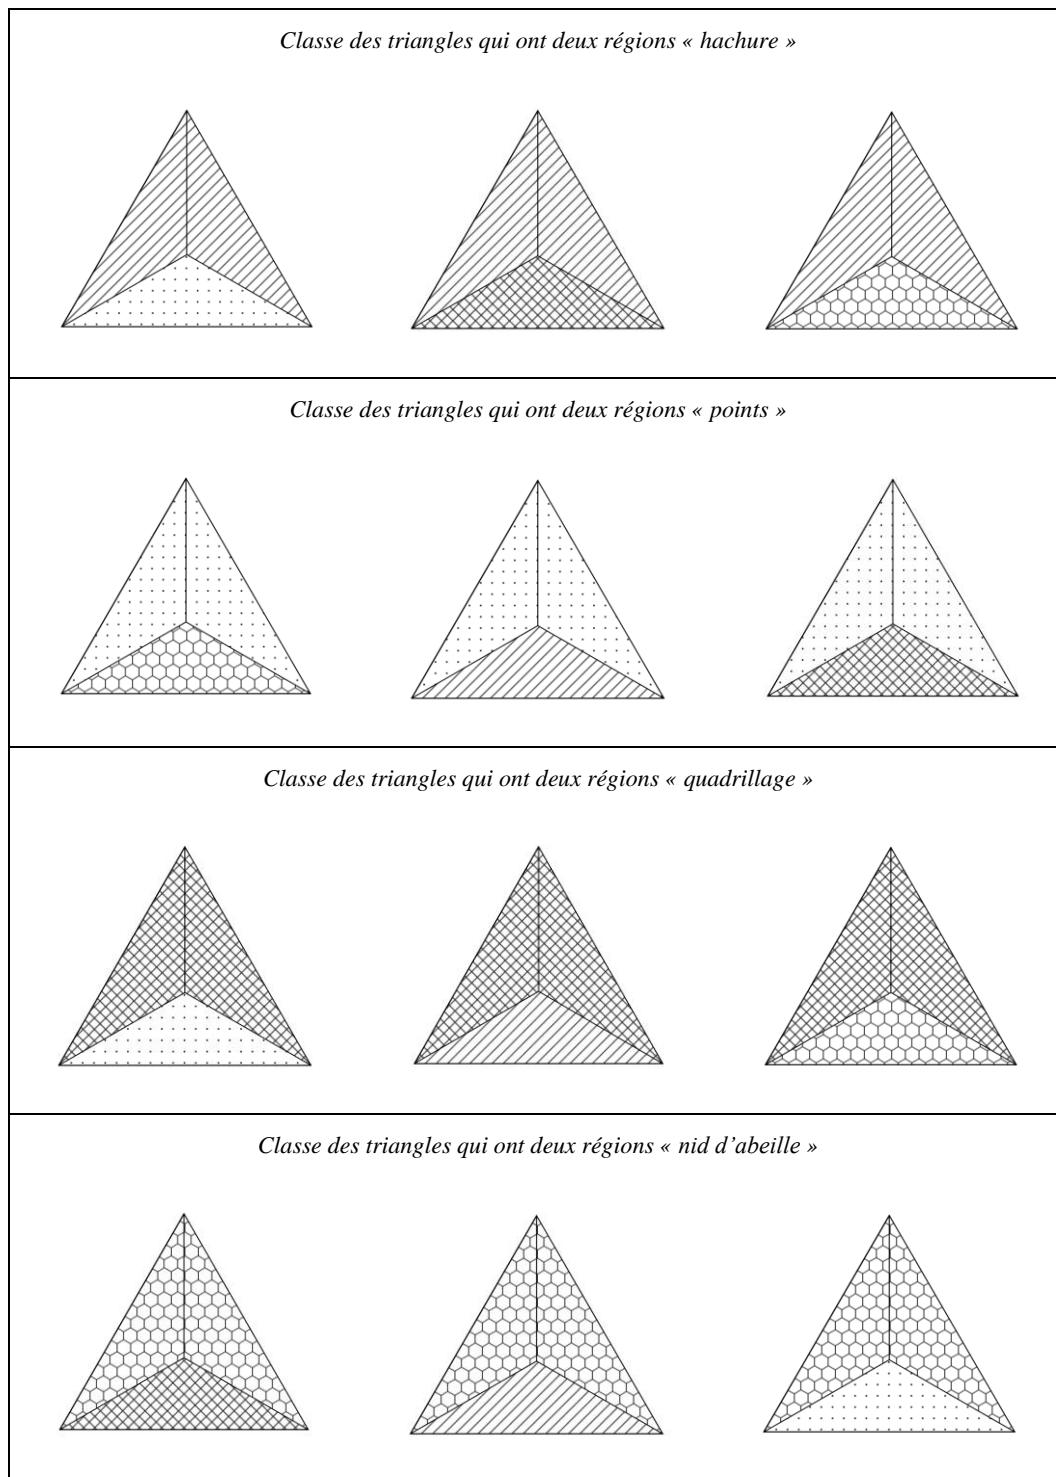 Classe des triangles qui ont deux régions « hachure »
Classe des triangles qui ont deux régions « points »
Classe des triangles qui ont deux régions « quadrillage »
Classe des triangles qui ont deux régions « nid d’abeille »